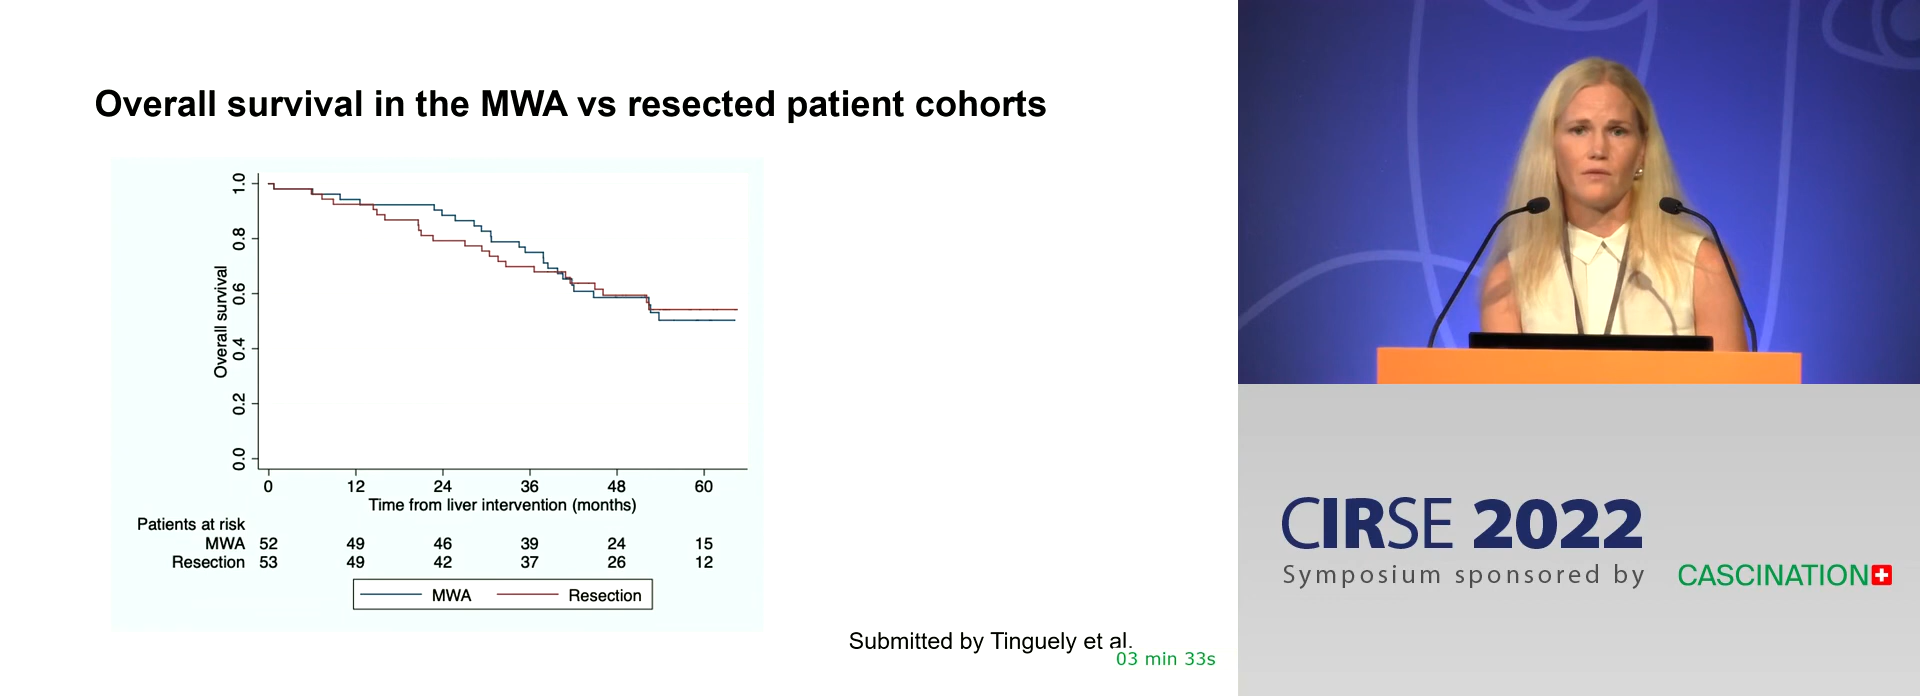 Overall survival in the MWA vs resected patient cohorts
1.0
0.8
0.6
0.4
0.2
0.0
Overall survival
0 12 24 36 48 60
Time from liver intervention (months)
Patients at risk
MWA 52 49 46 39 24 15
Resection 53 49 42 37 26 12
MWA Resection
Submitted by Tinguely et al.
03 min 33s
CIRSE 2022
Symposium sponsored by CASCINATION